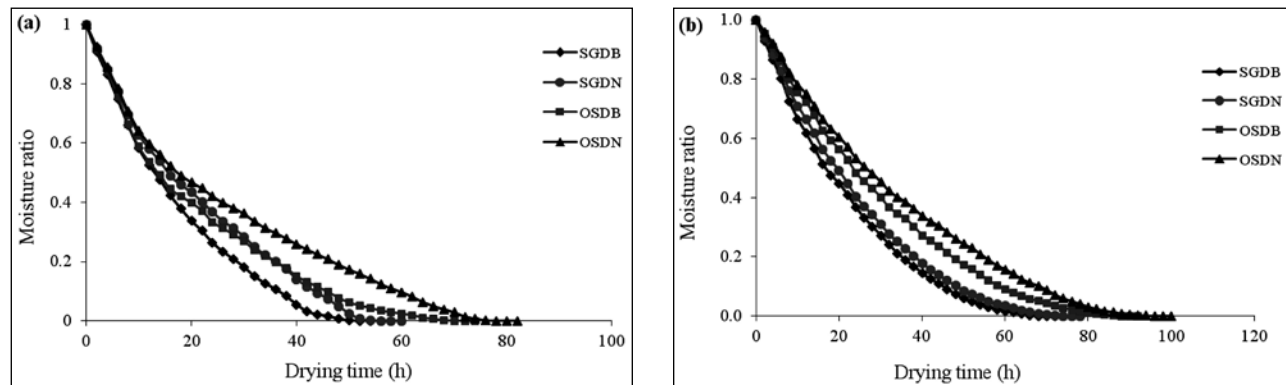 (a)
1
0.8
0.6
0.4
0.2
0
0 20 40 60 80 100
Moisture ratio
Drying time (h)
SGDB
SGDN
OSDB
OSDN
(b)
1.0
0.8
0.6
0.4
0.2
0.0
0 20 40 60 80 100 120
Moisture ratio
Drying time (h)
SGDB
SGDN
OSDB
OSDN